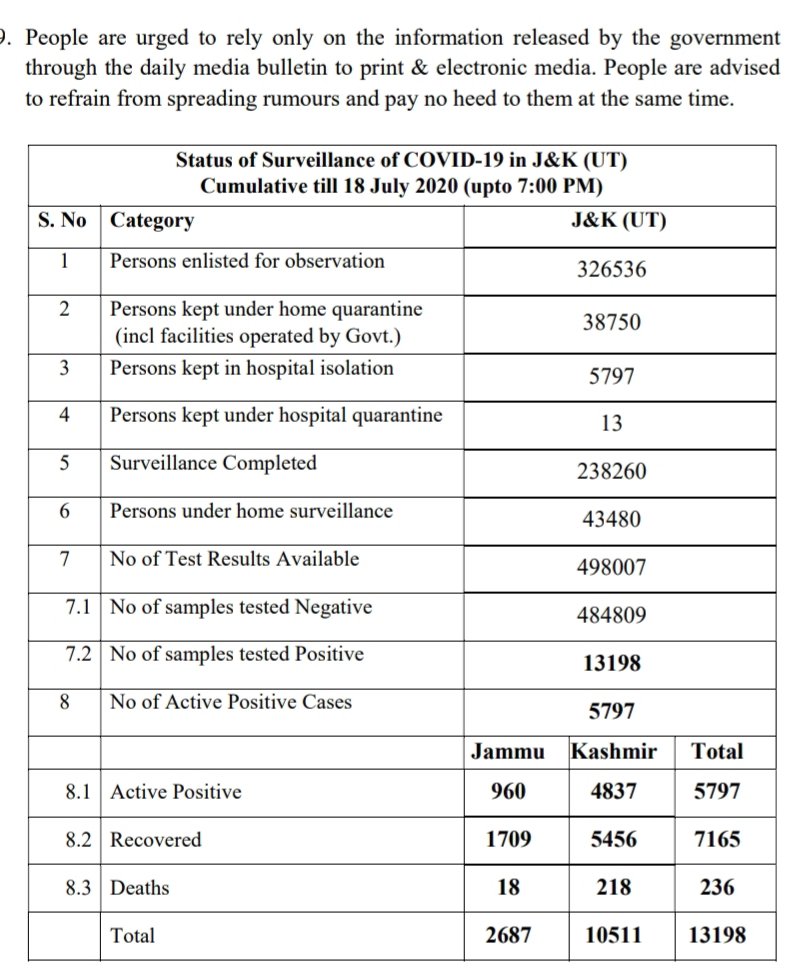 9. People are urged to rely only on the information released by the government
through the daily media bulletin to print & electronic media. People are advised
to refrain from spreading rumours and pay no heed to them at the same time.
Status of Surveillance of COVID-19 in J&K (UT)
Cumulative till 18 July 2020 (upto 7:00 PM)
S. No Category J&K (UT)
1 Persons enlisted for observation 326536
2 Persons kept under home quarantine
(incl facilities operated by Govt.) 38750
3 Persons kept in hospital isolation 5797
4 Persons kept under hospital quarantine 13
5 Surveillance Completed 238260
6 Persons under home surveillance 43480
7 No of Test Results Available 498007
7.1 No of samples tested Negative 484809
7.2 No of samples tested Positive 13198
8 No of Active Positive Cases 5797
Jammu Kashmir Total
8.1 Active Positive 960 4837 5797
8.2 Recovered 1709 5456 7165
8.3 Deaths 18 218 236
Total 2687 10511 13198